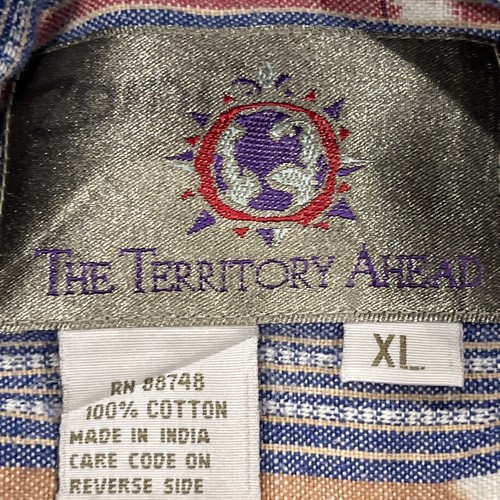 THE TERRITORY AHEAD
XL
RN 88748
100% COTTON
MADE IN INDIA
CARE CODE ON
REVERSE SIDE